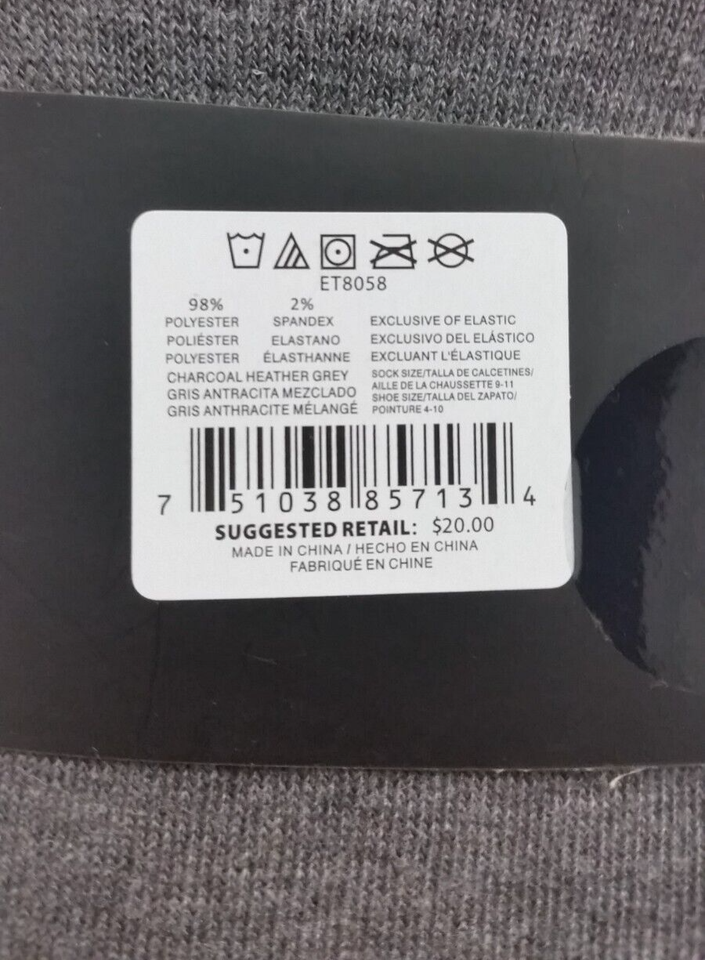 ET8058
98% 2%
POLYESTER SPANDEX EXCLUSIVE OF ELASTIC
POLIÉSTER ELASTANO EXCLUSIVO DEL ELÁSTICO
POLYESTER ÉLASTHANNE EXCLUANT L'ÉLASTIQUE
CHARCOAL HEATHER GREY
GRIS ANTRACITA MEZCLADO
GRIS ANTHRACITE MÉLANGÉ
SOCK SIZE/TALLA DE CALCETINES/
AILLE DE LA CHAUSSETTE 9-11
SHOE SIZE/TALLA DEL ZAPATO/
POINTURE 4-10
7 51038 85713 4
SUGGESTED RETAIL: $20.00
MADE IN CHINA / HECHO EN CHINA
FABRIQUÉ EN CHINE